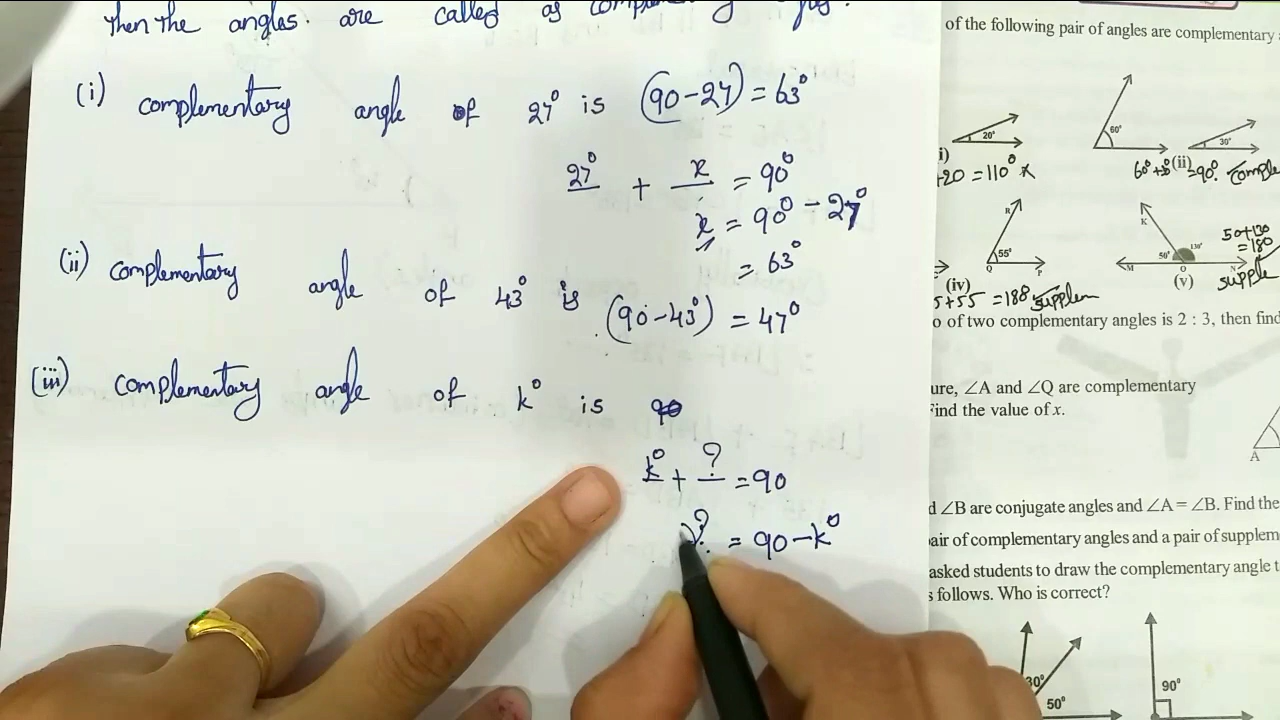 then the angles. are called as
(i) complementary angle of 27° is (90-27) = 63°
27° + x = 90°
x = 90° - 27°
= 63°
(ii) complementary angle of 43° is (90-43°) = 47°
(iii) complementary angle of k° is 90
k° + ? = 90
? = 90-k°
of the following pair of angles are complementary
20° 60° 30°
i) (ii)
+20 = 110° x
R 55° Q P
K 50° 130° M O N
50+130
= 180
supple
(iv) (v)
5+55 = 180 supplem
o of two complementary angles is 2 : 3, then find
ure, ∠A and ∠Q are complementary
Find the value of x.
A
d ∠B are conjugate angles and ∠A = ∠B. Find the
air of complementary angles and a pair of supplem
asked students to draw the complementary angle t
s follows. Who is correct?
30° 50° 90°